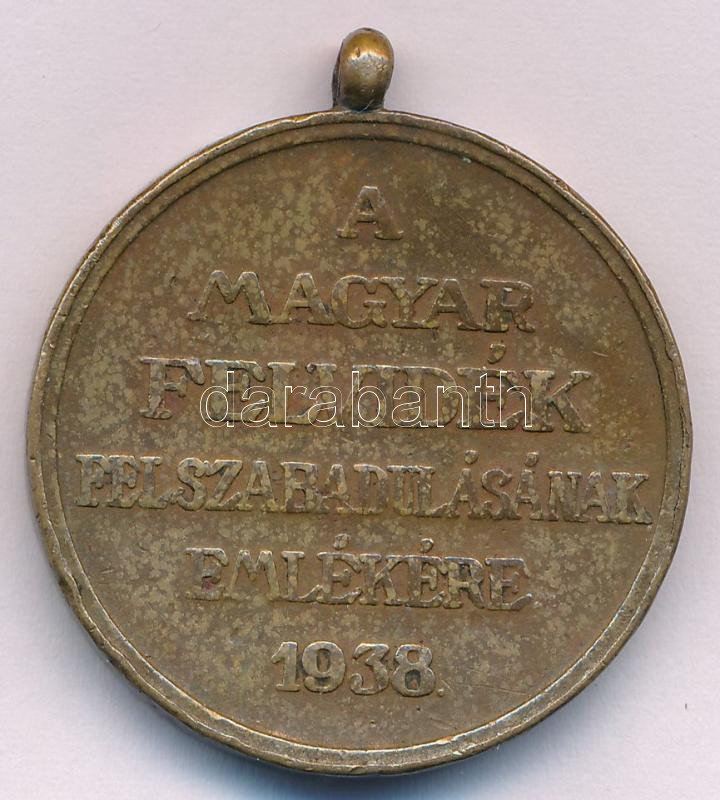 A
MAGYAR
FELVIDÉK
darabanth
FELSZABADULÁSÁNAK
EMLÉKÉRE
1938.